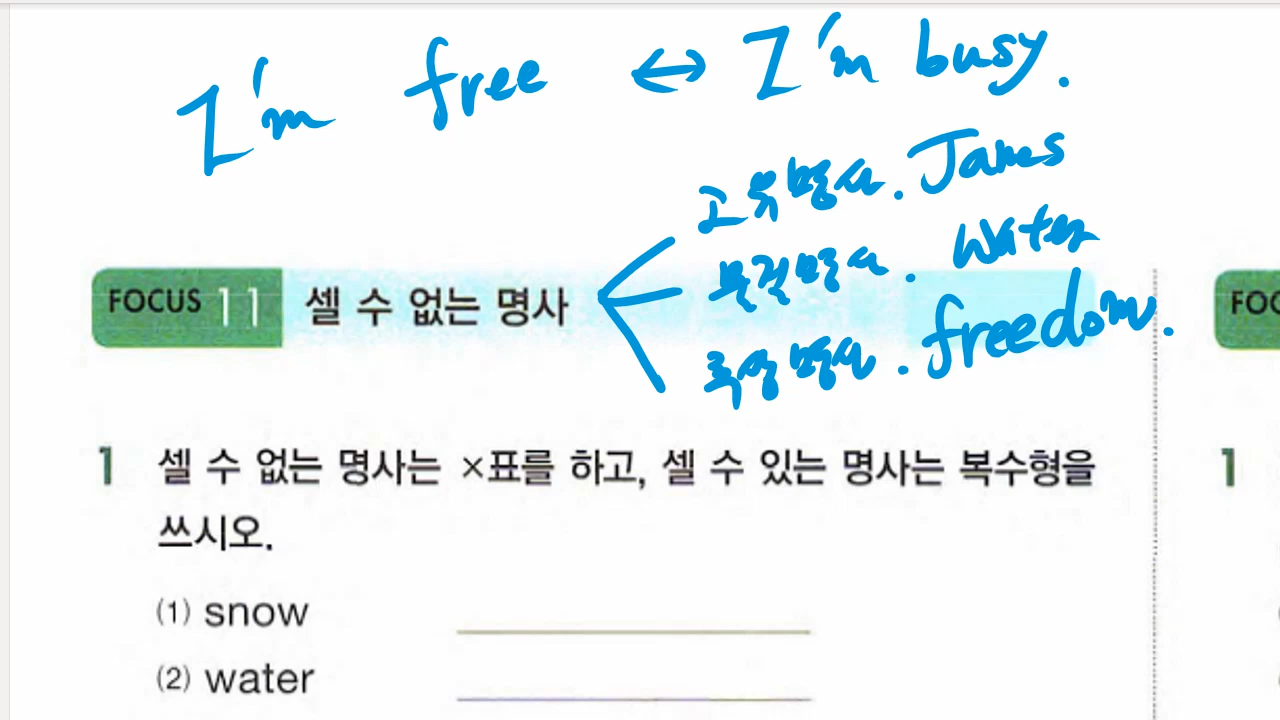 I'm free ↔ I'm busy.
고유명사. James
물질명사. Water
FOCUS 11 셀 수 없는 명사
추상명사. freedom.
FOC
1 셀 수 없는 명사는 ×표를 하고, 셀 수 있는 명사는 복수형을
쓰시오.
1
(1) snow
(2) water